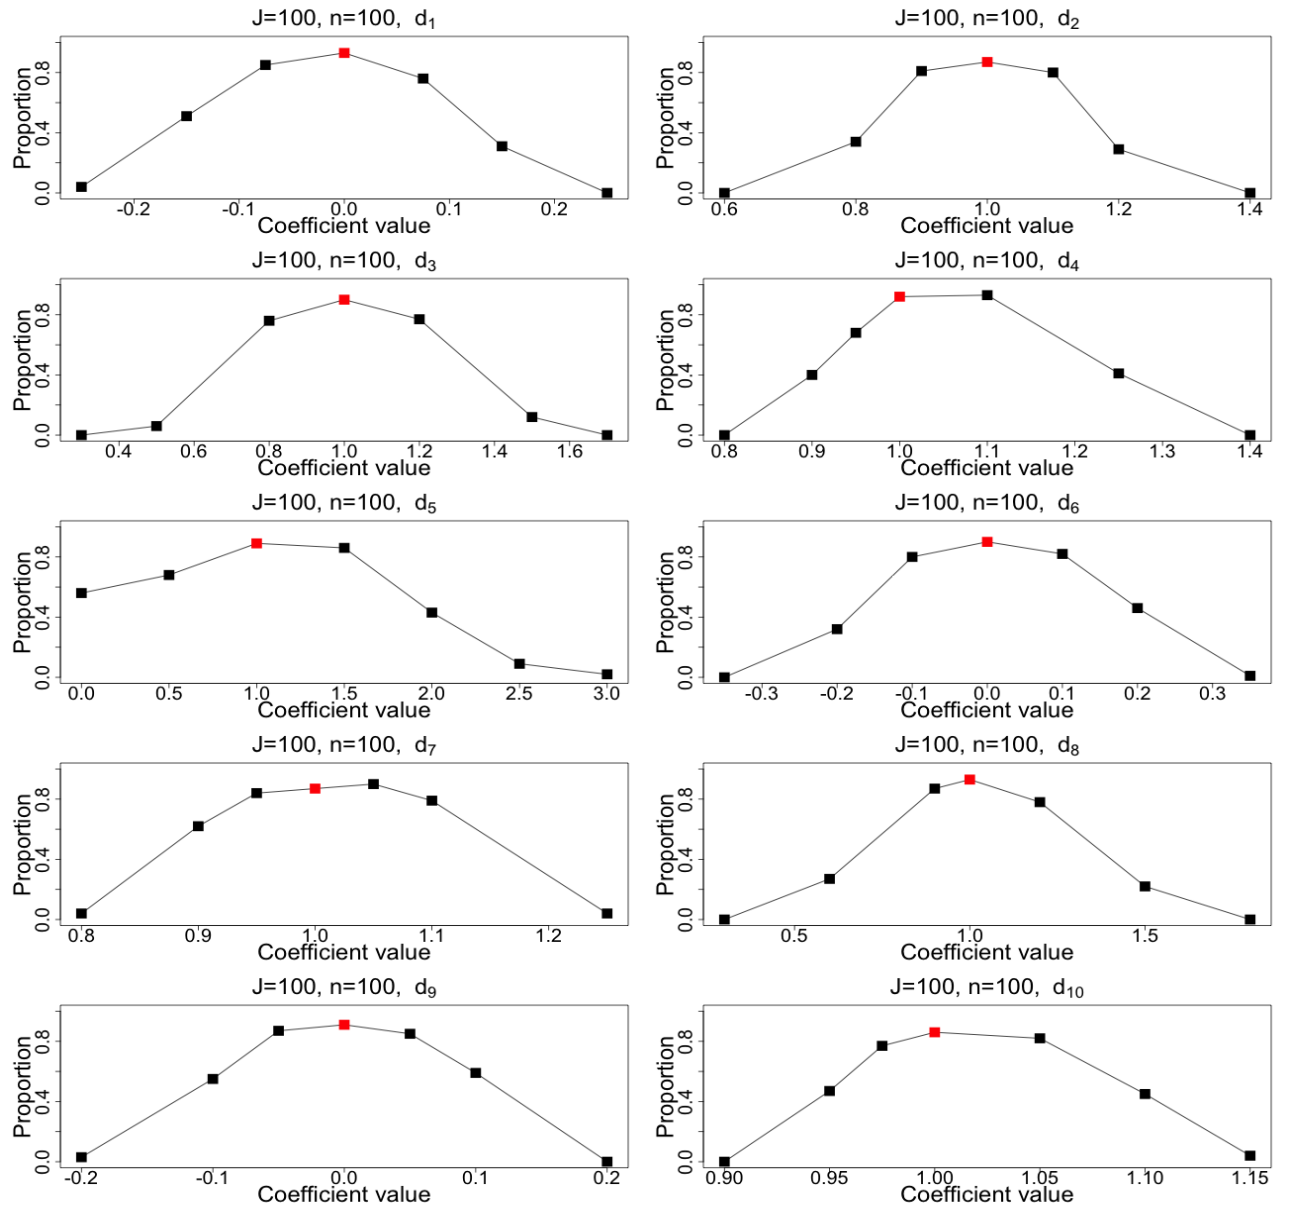 J=100, n=100, d1
Proportion
0.0 0.4 0.8
-0.2 -0.1 0.0 0.1 0.2
Coefficient value
J=100, n=100, d2
Proportion
0.0 0.4 0.8
0.6 0.8 1.0 1.2 1.4
Coefficient value
J=100, n=100, d3
Proportion
0.0 0.4 0.8
0.4 0.6 0.8 1.0 1.2 1.4 1.6
Coefficient value
J=100, n=100, d4
Proportion
0.0 0.4 0.8
0.8 0.9 1.0 1.1 1.2 1.3 1.4
Coefficient value
J=100, n=100, d5
Proportion
0.0 0.4 0.8
0.0 0.5 1.0 1.5 2.0 2.5 3.0
Coefficient value
J=100, n=100, d6
Proportion
0.0 0.4 0.8
-0.3 -0.2 -0.1 0.0 0.1 0.2 0.3
Coefficient value
J=100, n=100, d7
Proportion
0.0 0.4 0.8
0.8 0.9 1.0 1.1 1.2
Coefficient value
J=100, n=100, d8
Proportion
0.0 0.4 0.8
0.5 1.0 1.5
Coefficient value
J=100, n=100, d9
Proportion
0.0 0.4 0.8
-0.2 -0.1 0.0 0.1 0.2
Coefficient value
J=100, n=100, d10
Proportion
0.0 0.4 0.8
0.90 0.95 1.00 1.05 1.10 1.15
Coefficient value